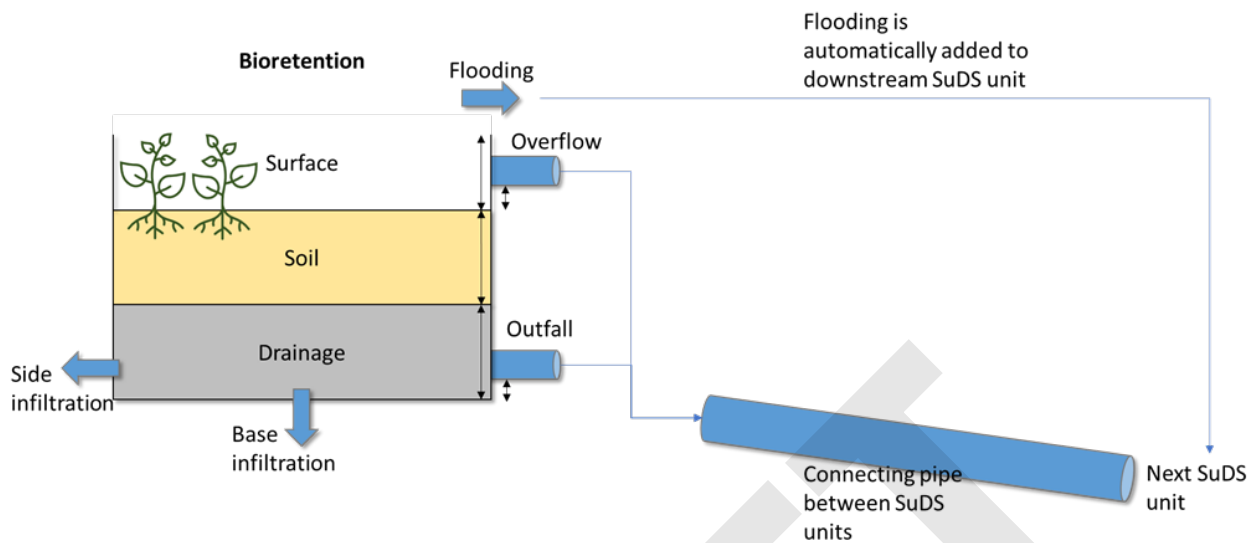 Flooding is
automatically added to
downstream SuDS unit
Bioretention
Flooding
Overflow
Surface
Soil
Outfall
Drainage
Side
infiltration
Base
infiltration
Connecting pipe
between SuDS
units
Next SuDS
unit